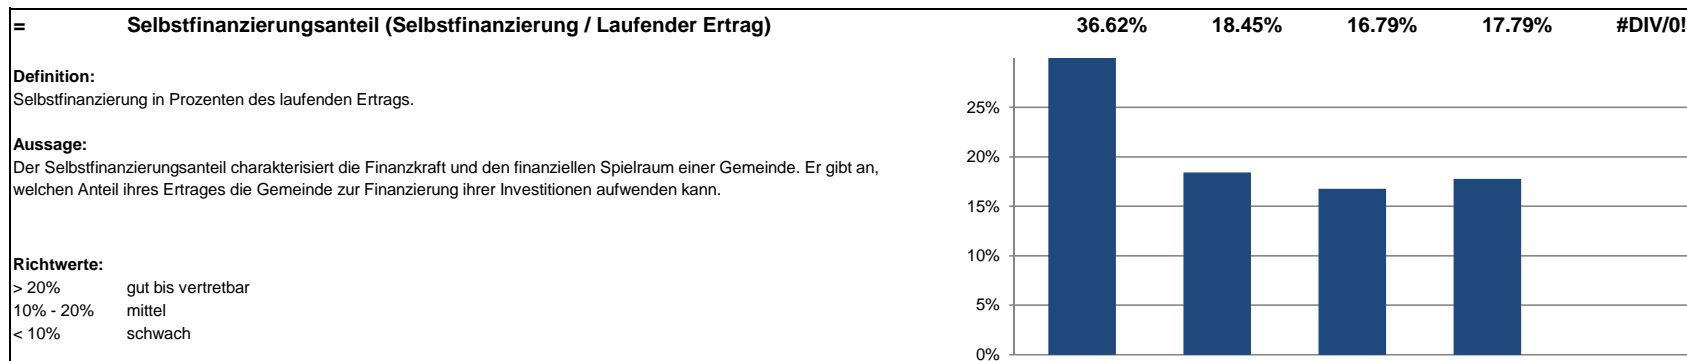 = Selbstfinanzierungsanteil (Selbstfinanzierung / Laufender Ertrag) 36.62% 18.45% 16.79% 17.79% #DIV/0!
Definition:
Selbstfinanzierung in Prozenten des laufenden Ertrags.
Aussage:
Der Selbstfinanzierungsanteil charakterisiert die Finanzkraft und den finanziellen Spielraum einer Gemeinde. Er gibt an,
welchen Anteil ihres Ertrages die Gemeinde zur Finanzierung ihrer Investitionen aufwenden kann.
Richtwerte:
> 20% gut bis vertretbar
10% - 20% mittel
< 10% schwach
25%
20%
15%
10%
5%
0%